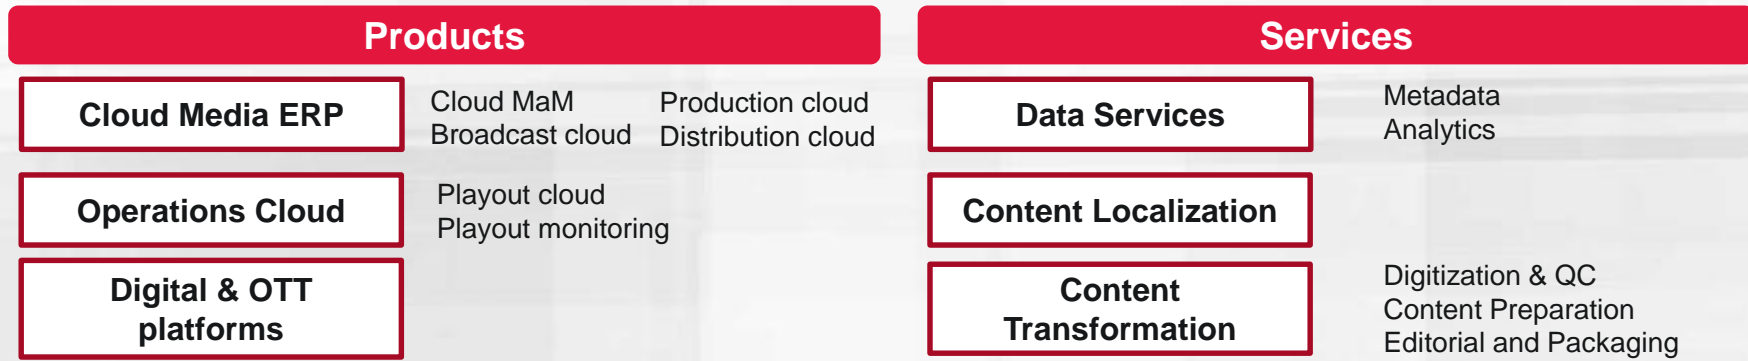 Products
Cloud Media ERP
Cloud MaM
Broadcast cloud
Production cloud
Distribution cloud
Operations Cloud
Playout cloud
Playout monitoring
Digital & OTT
platforms
Services
Data Services
Metadata
Analytics
Content Localization
Content
Transformation
Digitization & QC
Content Preparation
Editorial and Packaging